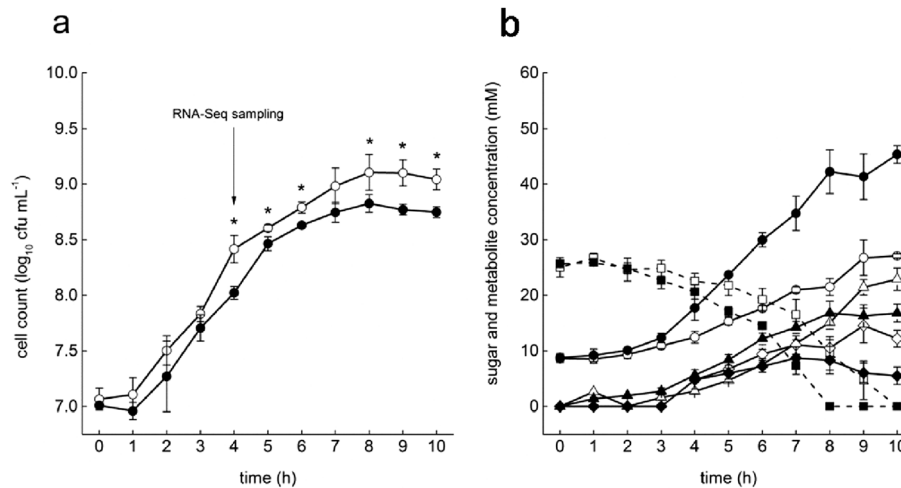 a
10.0
9.5
9.0
8.5
8.0
7.5
7.0
cell count (log10 cfu mL-1)
RNA-Seq sampling
*
*
*
*
*
*
0 1 2 3 4 5 6 7 8 9 10
time (h)
b
60
50
40
30
20
10
0
sugar and metabolite concentration (mM)
0 1 2 3 4 5 6 7 8 9 10
time (h)